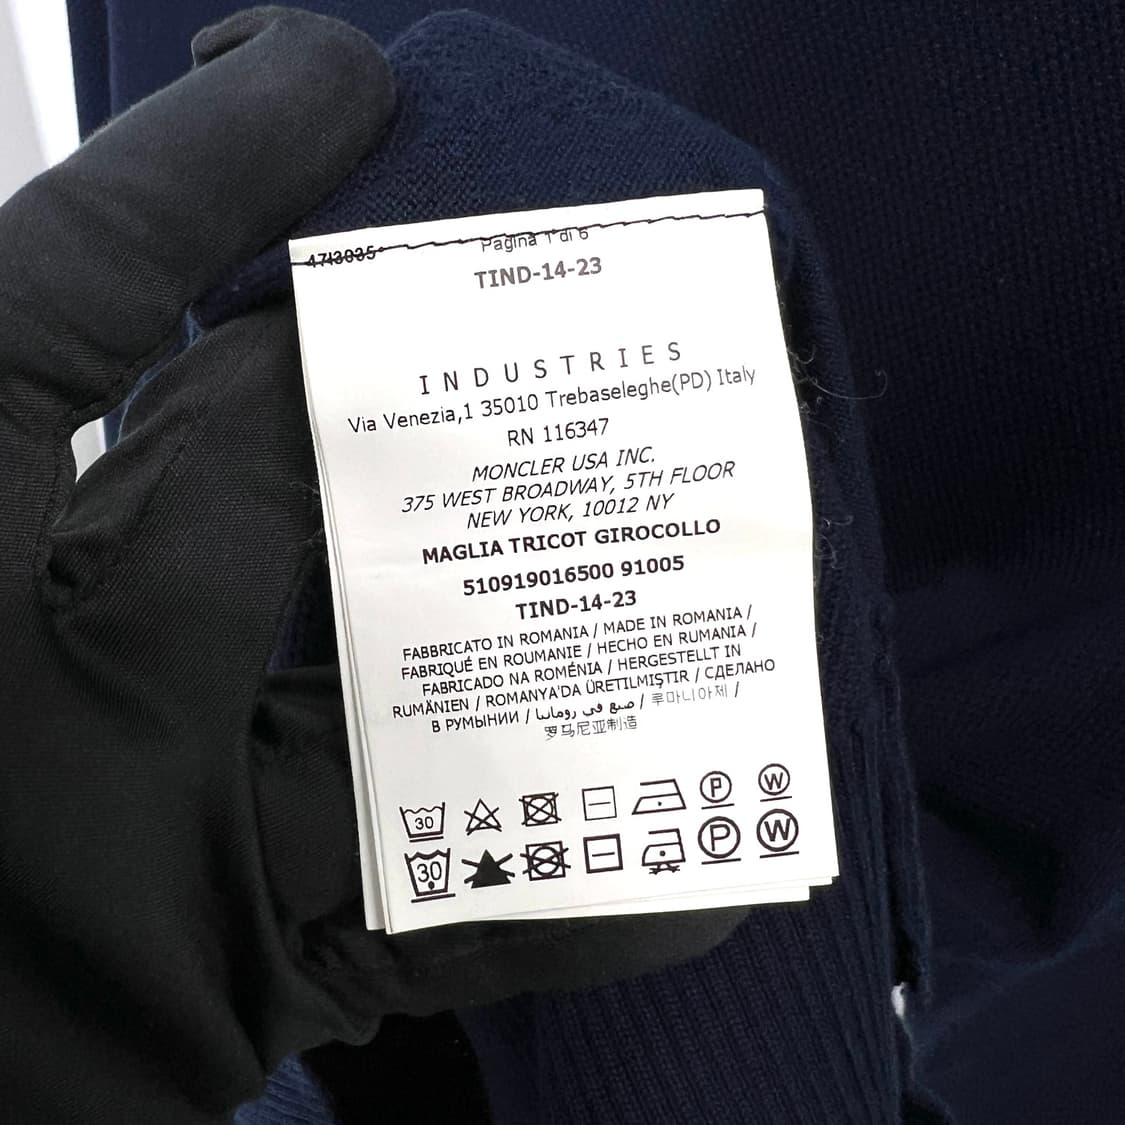 4743035
Pagina 1 di 6
TIND-14-23
INDUSTRIES
Via Venezia,1 35010 Trebaseleghe(PD) Italy
RN 116347
MONCLER USA INC.
375 WEST BROADWAY, 5TH FLOOR
NEW YORK, 10012 NY
MAGLIA TRICOT GIROCOLLO
510919016500 91005
TIND-14-23
FABBRICATO IN ROMANIA / MADE IN ROMANIA /
FABRIQUÉ EN ROUMANIE / HECHO EN RUMANIA /
FABRICADO NA ROMÉNIA / HERGESTELLT IN
RUMÄNIEN / ROMANYA'DA ÜRETILMIŞTIR / СДЕЛАНО
В РУМЫНИИ / صنع في رومانيا / 루마니아제 /
罗马尼亚制造
30 P W
30 P W